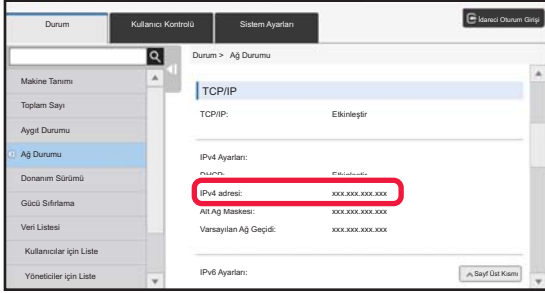 Durum Kullanıcı Kontrolü Sistem Ayarları İdareci Oturum Girişi
Durum > Ağ Durumu
Makine Tanımı
Toplam Sayı
Aygıt Durumu
Ağ Durumu
Donanım Sürümü
Gücü Sıfırlama
Veri Listesi
Kullanıcılar için Liste
Yöneticiler için Liste
TCP/IP
TCP/IP: Etkinleştir
IPv4 Ayarları:
DHCP: Etkinleştir
IPv4 adresi: xxx.xxx.xxx.xxx
Alt Ağ Maskesi: xxx.xxx.xxx.xxx
Varsayılan Ağ Geçidi: xxx.xxx.xxx.xxx
IPv6 Ayarları: Sayf Üst Kısmı